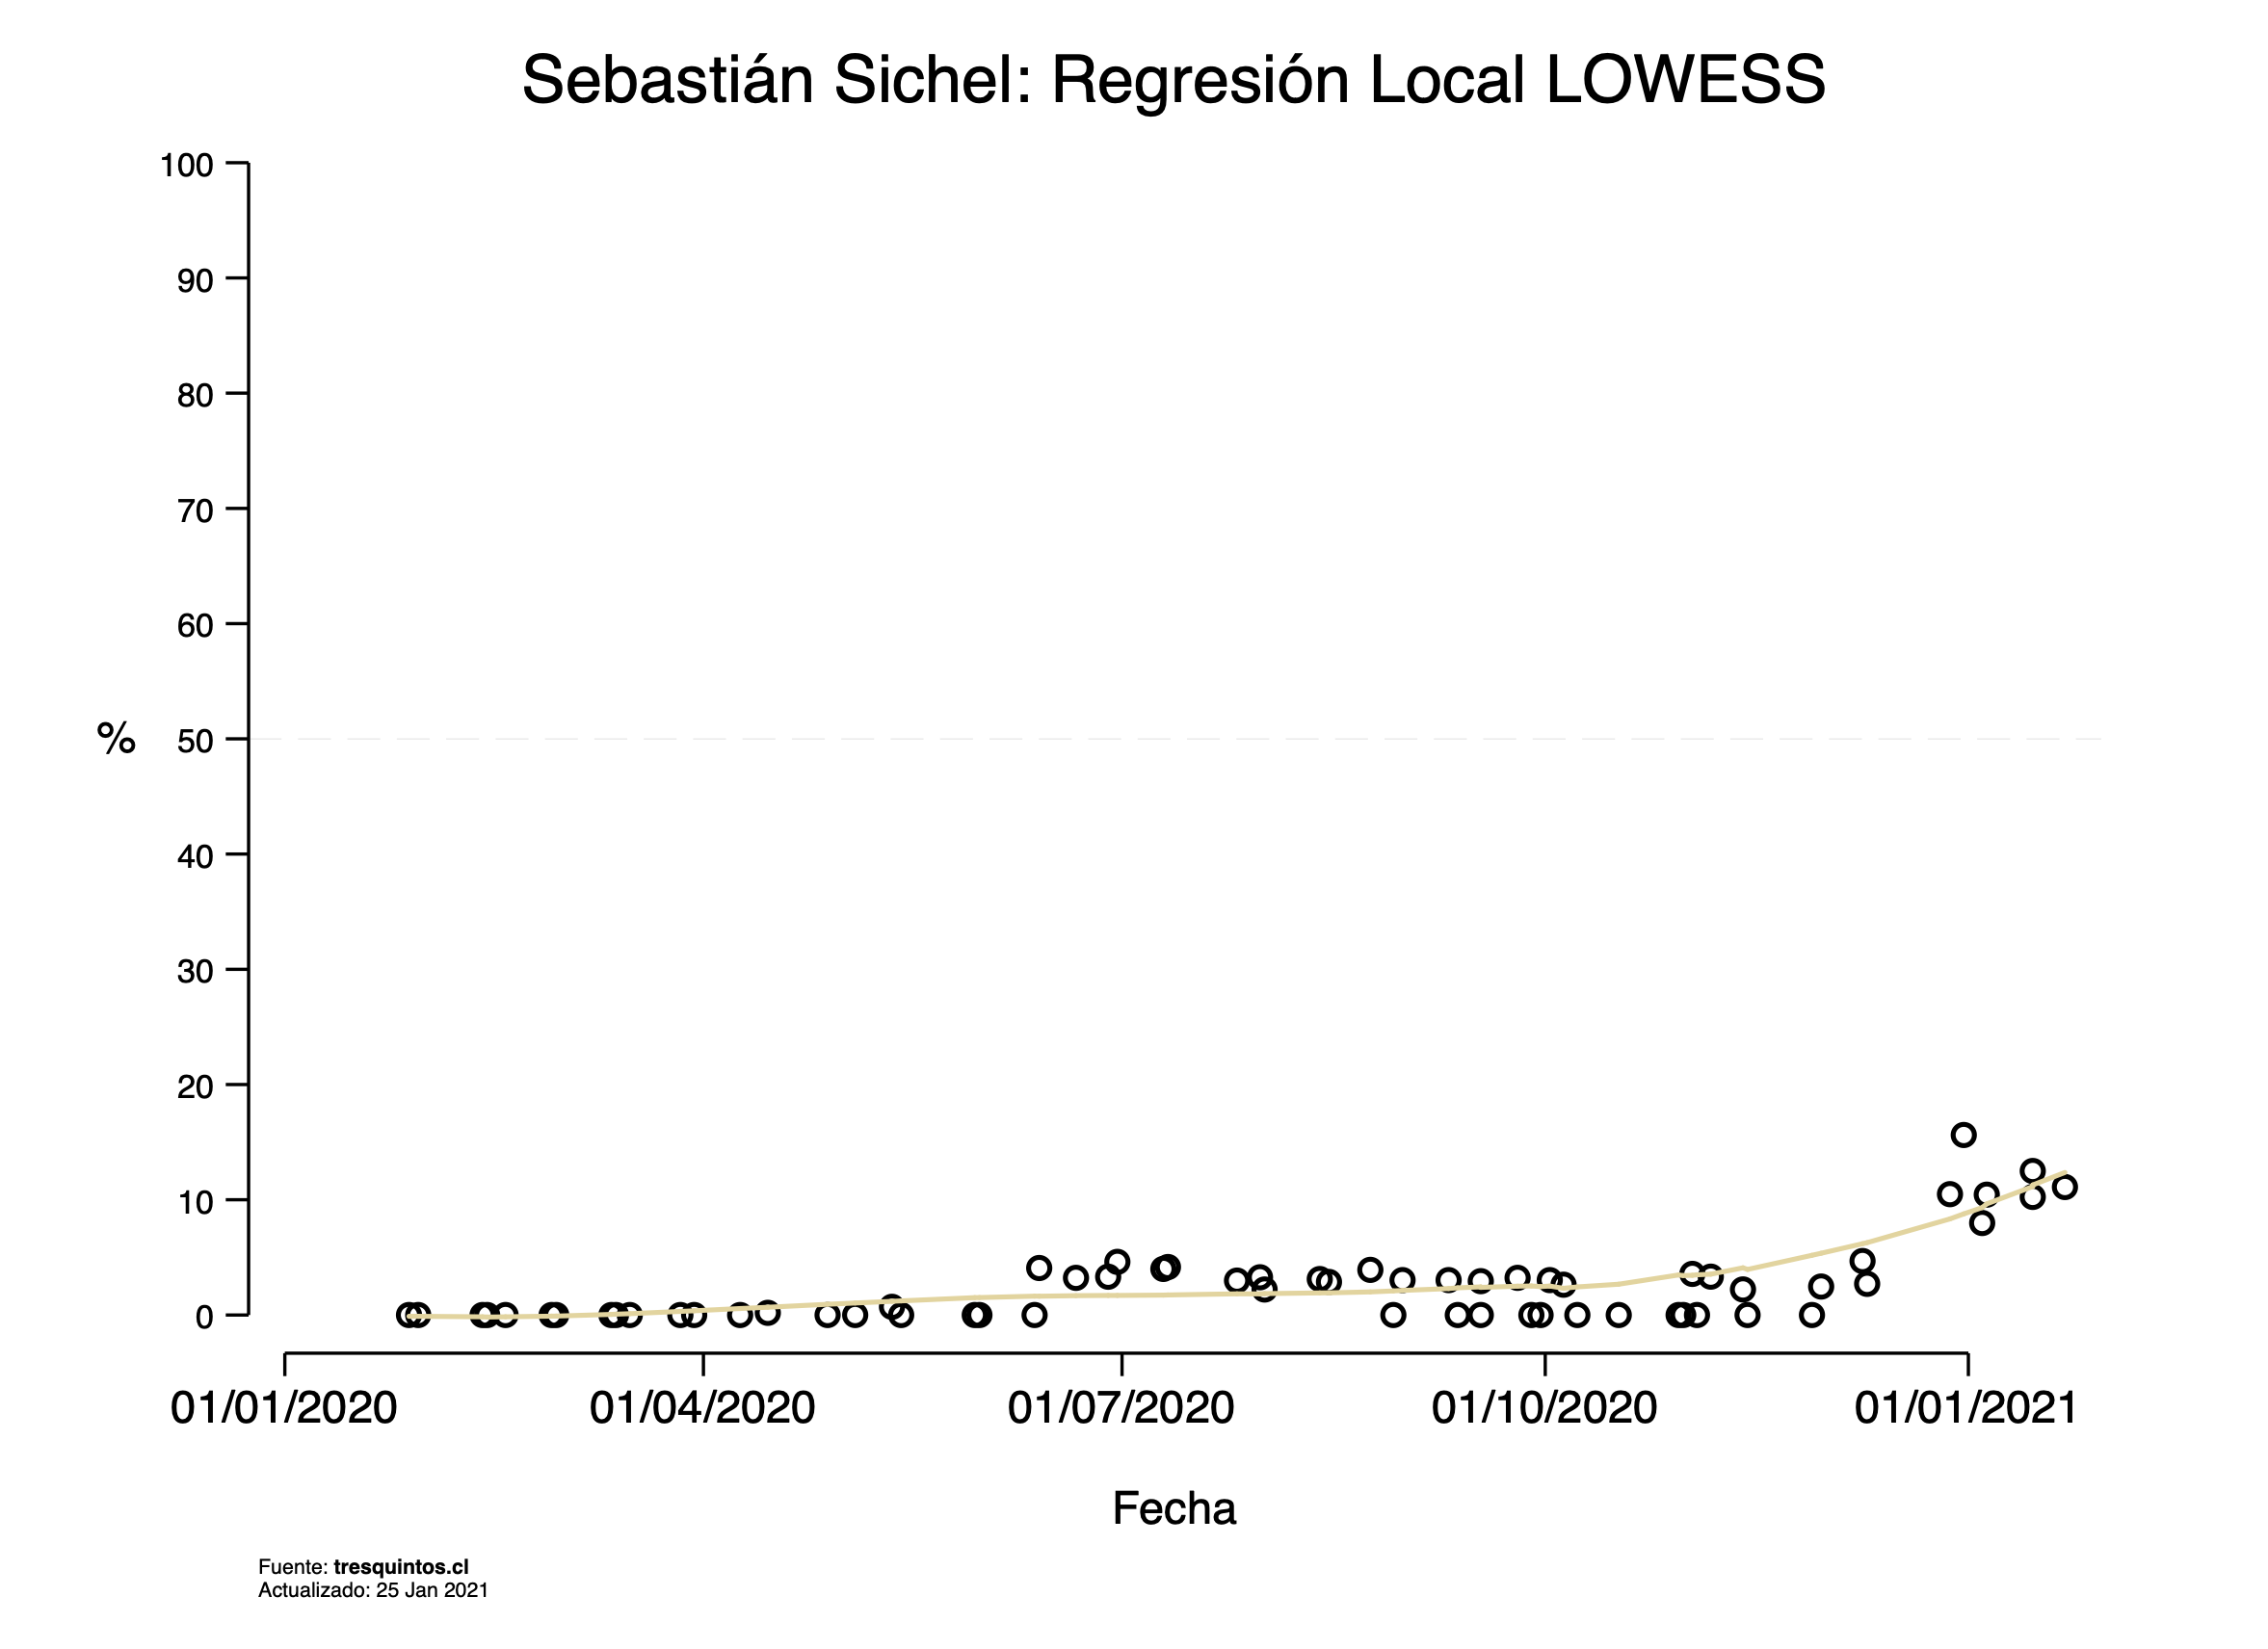 Sebastián Sichel: Regresión Local LOWESS
100
90
80
70
60
% 50
40
30
20
10
0
01/01/2020 01/04/2020 01/07/2020 01/10/2020 01/01/2021
Fecha
Fuente: tresquintos.cl
Actualizado: 25 Jan 2021